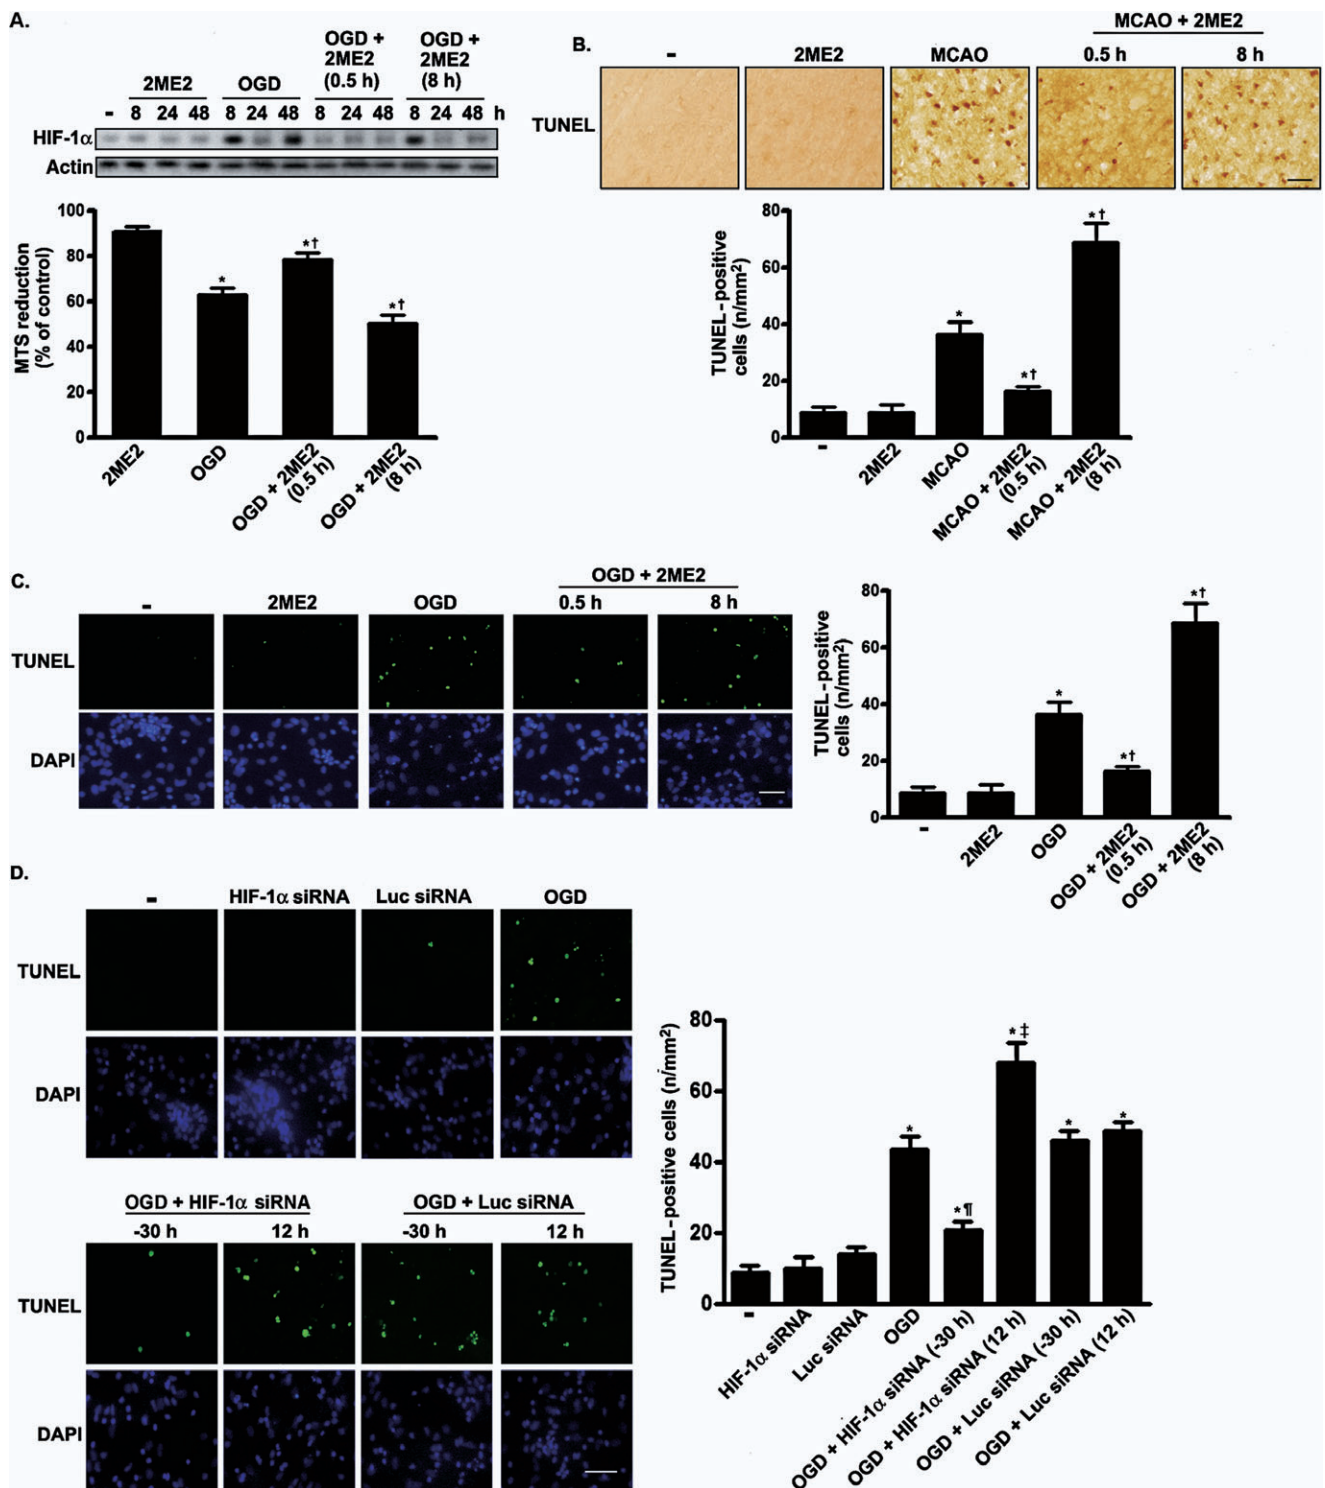 A.
OGD + OGD +
2ME2 2ME2
2ME2 OGD (0.5 h) (8 h)
- 8 24 48 8 24 48 8 24 48 8 24 48 h
HIF-1α
Actin
100
80
60
40
20
0
MTS reduction
(% of control)
*
*†
*†
2ME2
OGD
OGD + 2ME2
(0.5 h)
OGD + 2ME2
(8 h)
B.
MCAO + 2ME2
- 2ME2 MCAO 0.5 h 8 h
TUNEL
80
60
40
20
0
TUNEL-positive
cells (n/mm²)
*
*†
*†
-
2ME2
MCAO
MCAO + 2ME2
(0.5 h)
MCAO + 2ME2
(8 h)
C.
OGD + 2ME2
- 2ME2 OGD 0.5 h 8 h
TUNEL
DAPI
80
60
40
20
0
TUNEL-positive
cells (n/mm²)
*
*†
*†
-
2ME2
OGD
OGD + 2ME2
(0.5 h)
OGD + 2ME2
(8 h)
D.
- HIF-1α siRNA Luc siRNA OGD
TUNEL
DAPI
OGD + HIF-1α siRNA OGD + Luc siRNA
-30 h 12 h -30 h 12 h
TUNEL
DAPI
80
60
40
20
0
TUNEL-positive cells (n/mm²)
*
*¶
*‡
*
*
-
HIF-1α siRNA
Luc siRNA
OGD
OGD + HIF-1α siRNA (-30 h)
OGD + HIF-1α siRNA (12 h)
OGD + Luc siRNA (-30 h)
OGD + Luc siRNA (12 h)